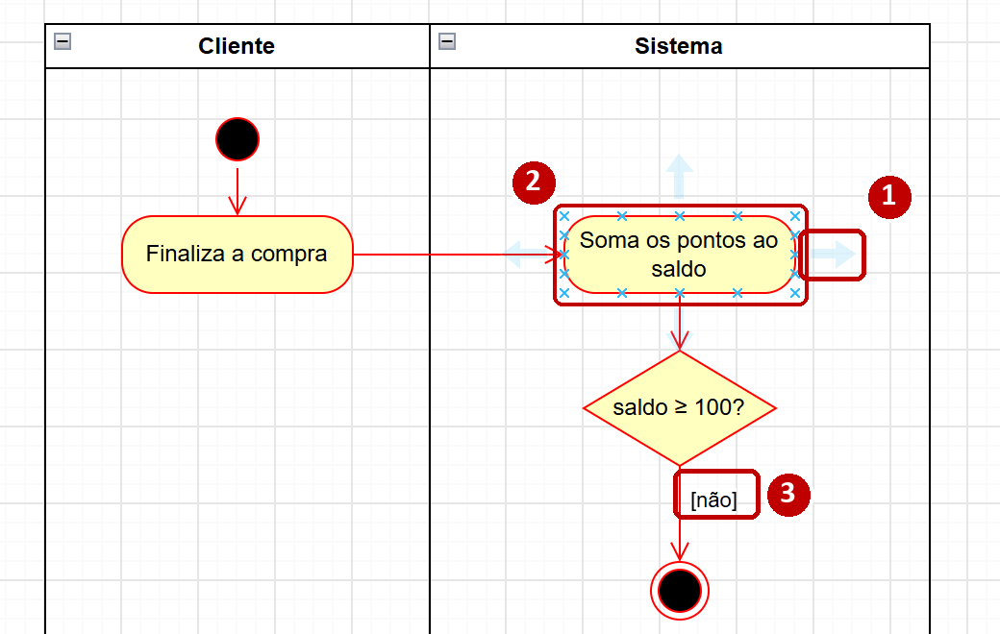 Cliente
Sistema
2
1
Finaliza a compra
Soma os pontos ao
saldo
saldo ≥ 100?
[não]
3